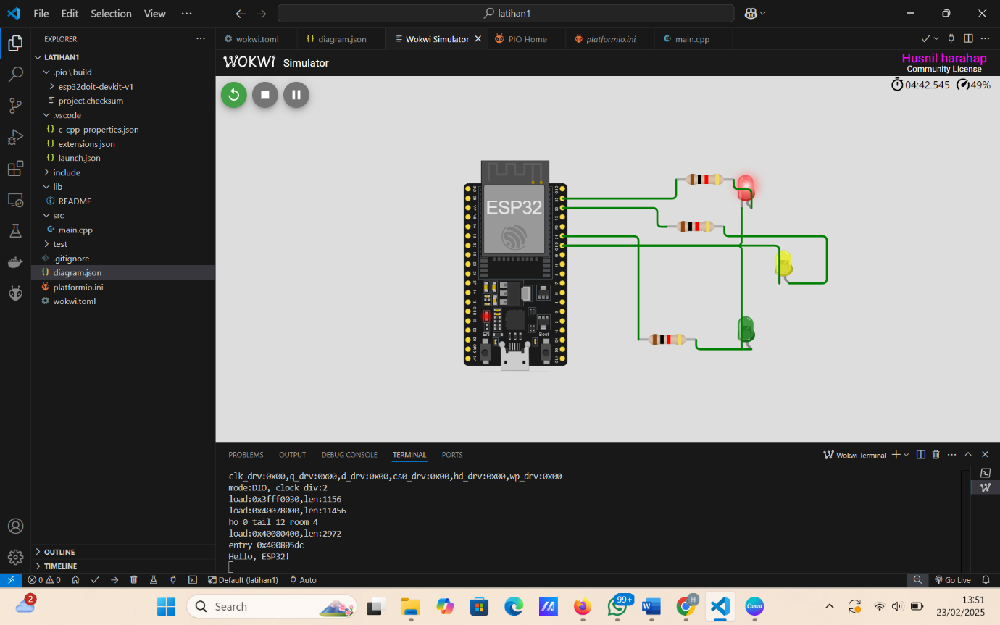 File Edit Selection View ··· latihan1
EXPLORER ···
wokwi.toml diagram.json Wokwi Simulator PIO Home platformio.ini main.cpp
LATIHAN1
.pio\build
esp32doit-devkit-v1
project.checksum
.vscode
c_cpp_properties.json
extensions.json
launch.json
include
lib
README
src
main.cpp
test
.gitignore
diagram.json
platformio.ini
wokwi.toml
OUTLINE
TIMELINE
WOKWi Simulator
Husnil harahap
Community License
04:42.545 49%
ESP32
EN Boot
PROBLEMS OUTPUT DEBUG CONSOLE TERMINAL PORTS
Wokwi Terminal
clk_drv:0x00,q_drv:0x00,d_drv:0x00,cs0_drv:0x00,hd_drv:0x00,wp_drv:0x00
mode:DIO, clock div:2
load:0x3fff0030,len:1156
load:0x40078000,len:11456
ho 0 tail 12 room 4
load:0x40080400,len:2972
entry 0x400805dc
Hello, ESP32!
0 0 Default (latihan1) Auto Go Live
2 Search 99+ H W Canva
13:51
23/02/2025